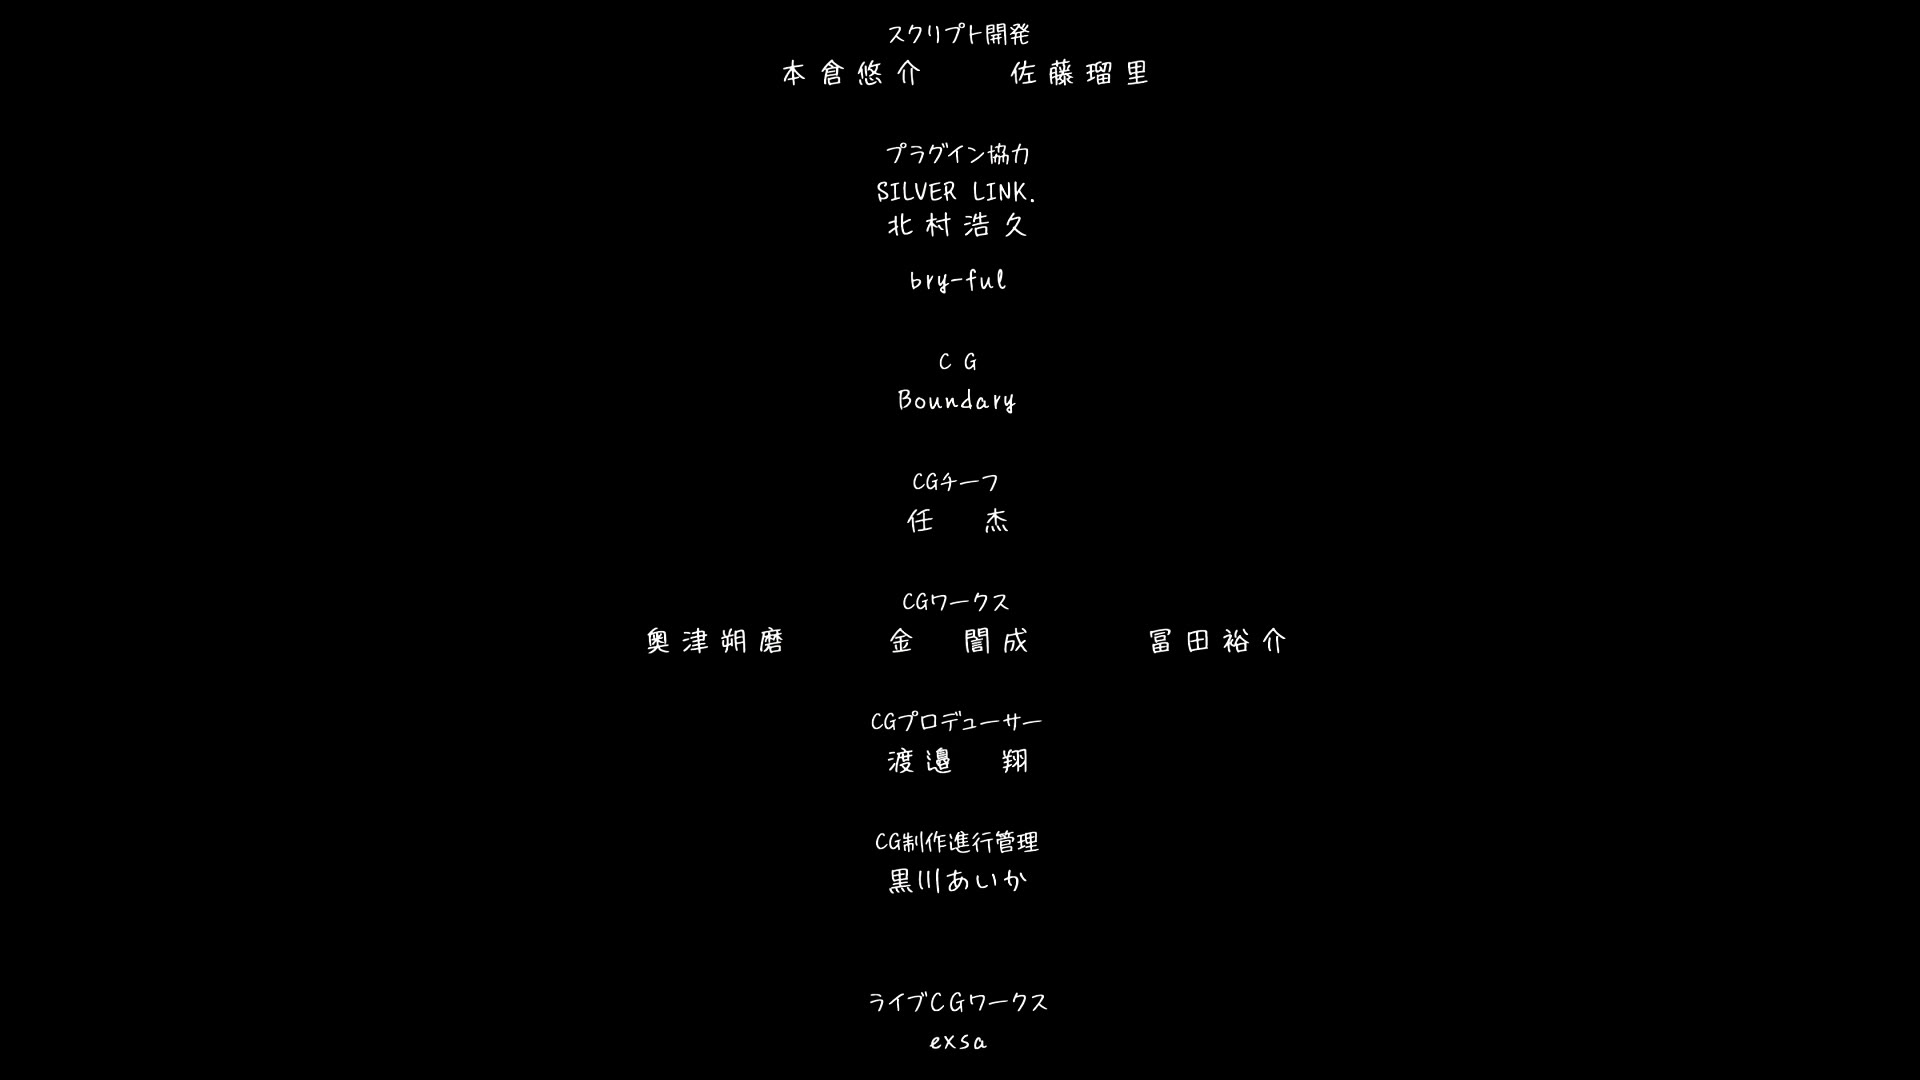 スクリプト開発
本倉悠介　佐藤瑠里
プラグイン協力
SILVER LINK.
北村浩久
bry-ful
CG
Boundary
CGチーフ
任　杰
CGワークス
奥津朔磨　金　誾成　冨田裕介
CGプロデューサー
渡邉　翔
CG制作進行管理
黒川あいか
ライブCGワークス
exsa